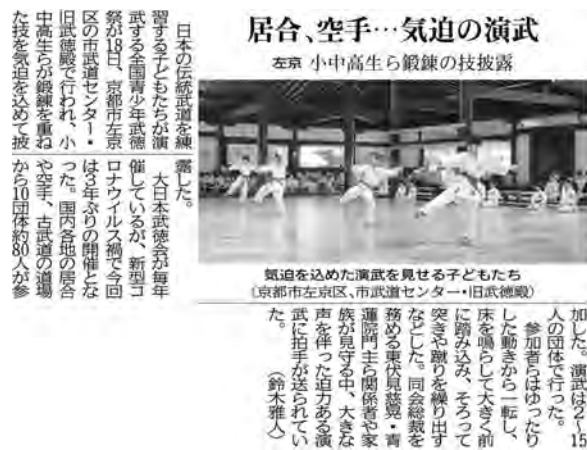 居合、空手…気迫の演武
左京 小中高生ら鍛錬の技披露
日本の伝統武道を練
習する子どもたちが演
武する全国青少年武徳
祭が18日、京都市左京
区の市武道センター・
旧武徳殿で行われ、小
中高生らが鍛錬を重ね
た技を気迫を込めて披
露した。
大日本武徳会が毎年
催しているが、新型コ
ロナウイルス禍で今回
は3年ぶりの開催とな
った。国内各地の居合
や空手、古武道の道場
から10団体約80人が参
気迫を込めた演武を見せる子どもたち
(京都市左京区、市武道センター・旧武徳殿)
加した。演武は2~15
人の団体で行った。
参加者らはゆったり
した動きから一転し、
床を鳴らして大きく前
に踏み込み、そろって
突きや蹴りを繰り出す
などした。同会総裁を
務める東伏見慈晃・青
蓮院門主ら関係者や家
族が見守る中、大きな
声を伴った迫力ある演
武に拍手が送られてい
た。 (鈴木雅人)